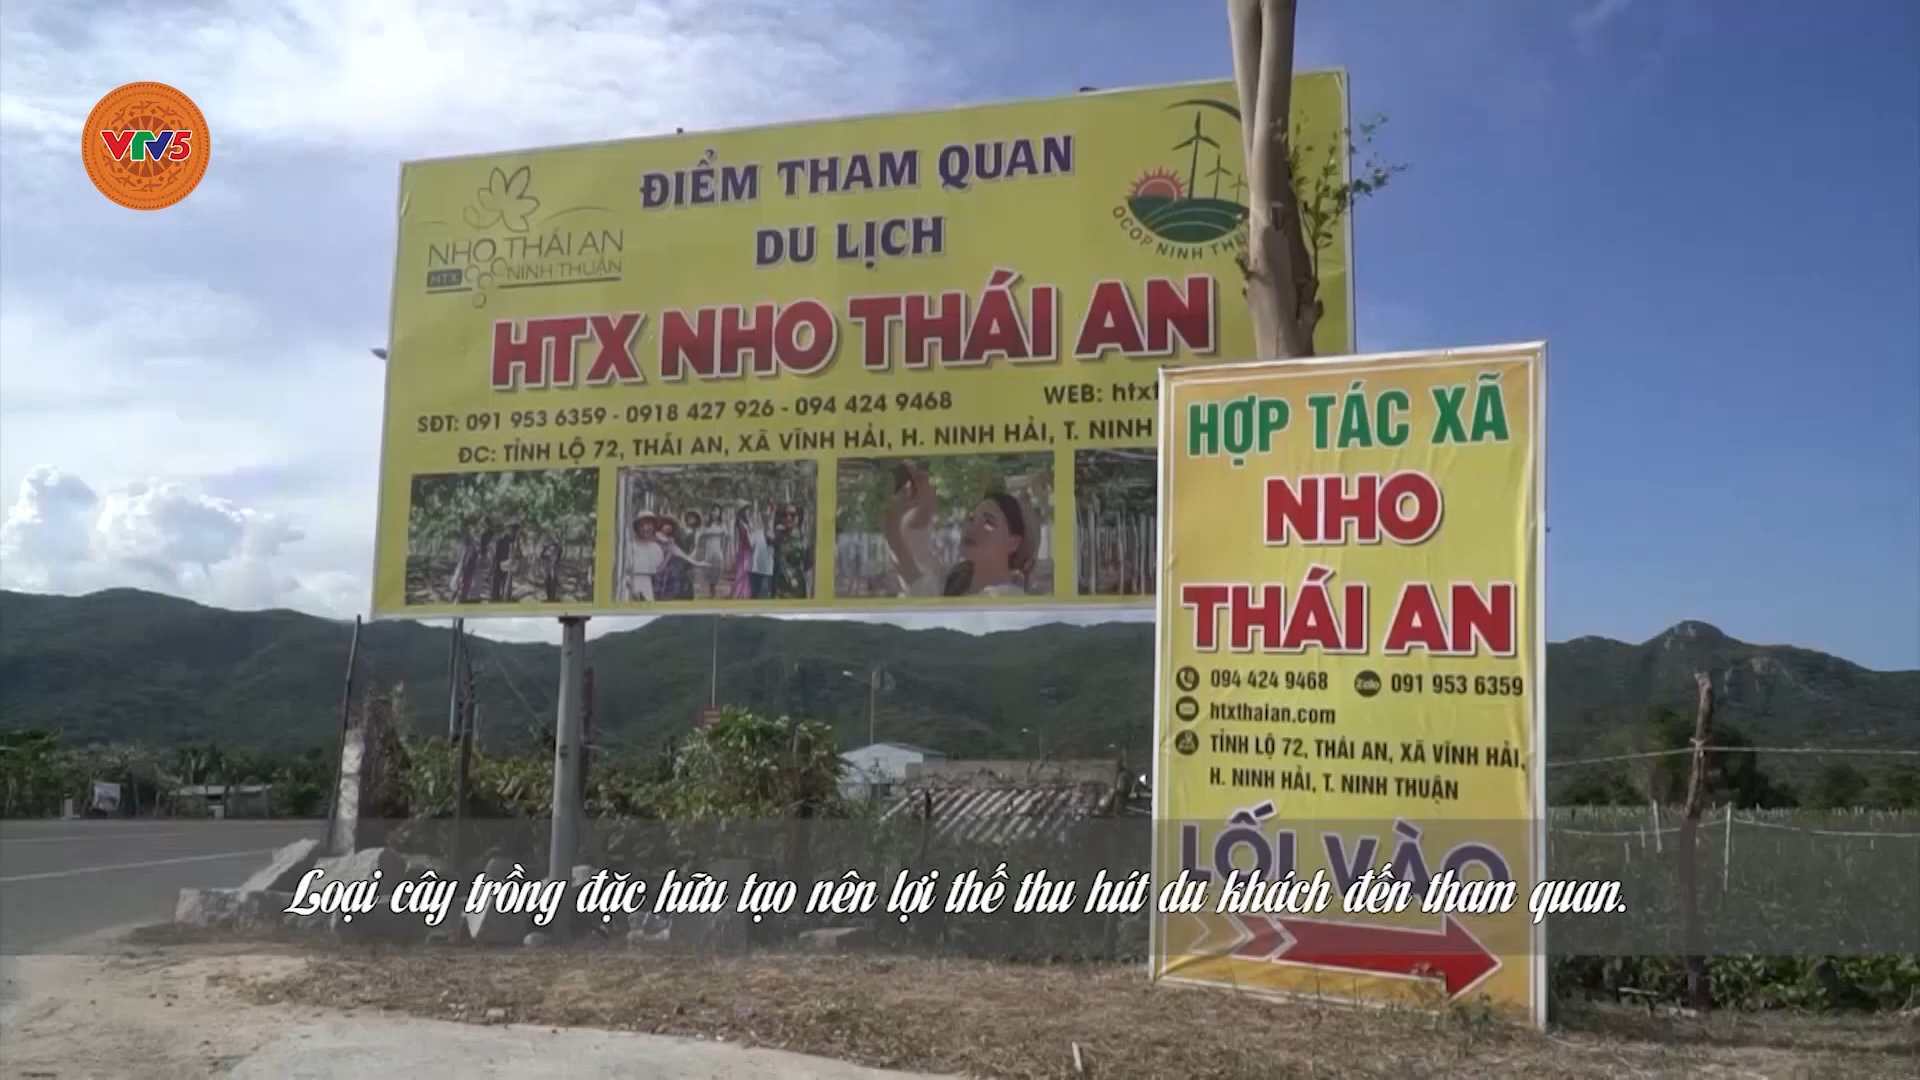 VTV5
ĐIỂM THAM QUAN
DU LỊCH
NHO THÁI AN
HTX NINH THUẬN
OCOP NINH
HTX NHO THÁI AN
SĐT: 091 953 6359 - 0918 427 926 - 094 424 9468
WEB:
ĐC: TỈNH LỘ 72, THÁI AN, XÃ VĨNH HẢI, H. NINH HẢI, T. NINH
HỢP TÁC XÃ
NHO
THÁI AN
094 424 9468 Zalo 091 953 6359
htxthaian.com
TỈNH LỘ 72, THÁI AN, XÃ VĨNH HẢI,
H. NINH HẢI, T. NINH THUẬN
LỐI VÀO
Loại cây trồng đặc hữu tạo nên lợi thế thu hút du khách đến tham quan.